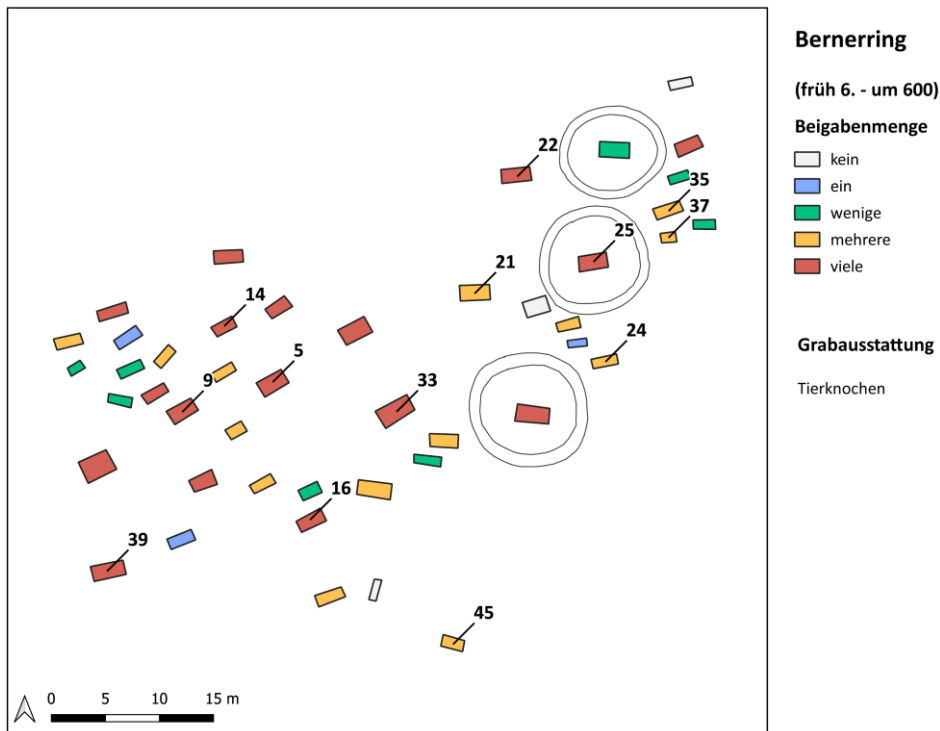 Bernerring
(früh 6. - um 600)
Beigabenmenge
kein
ein
wenige
mehrere
viele
Grabausstattung
Tierknochen
22
35
37
25
21
14
24
5
9
33
16
39
45
0 5 10 15 m